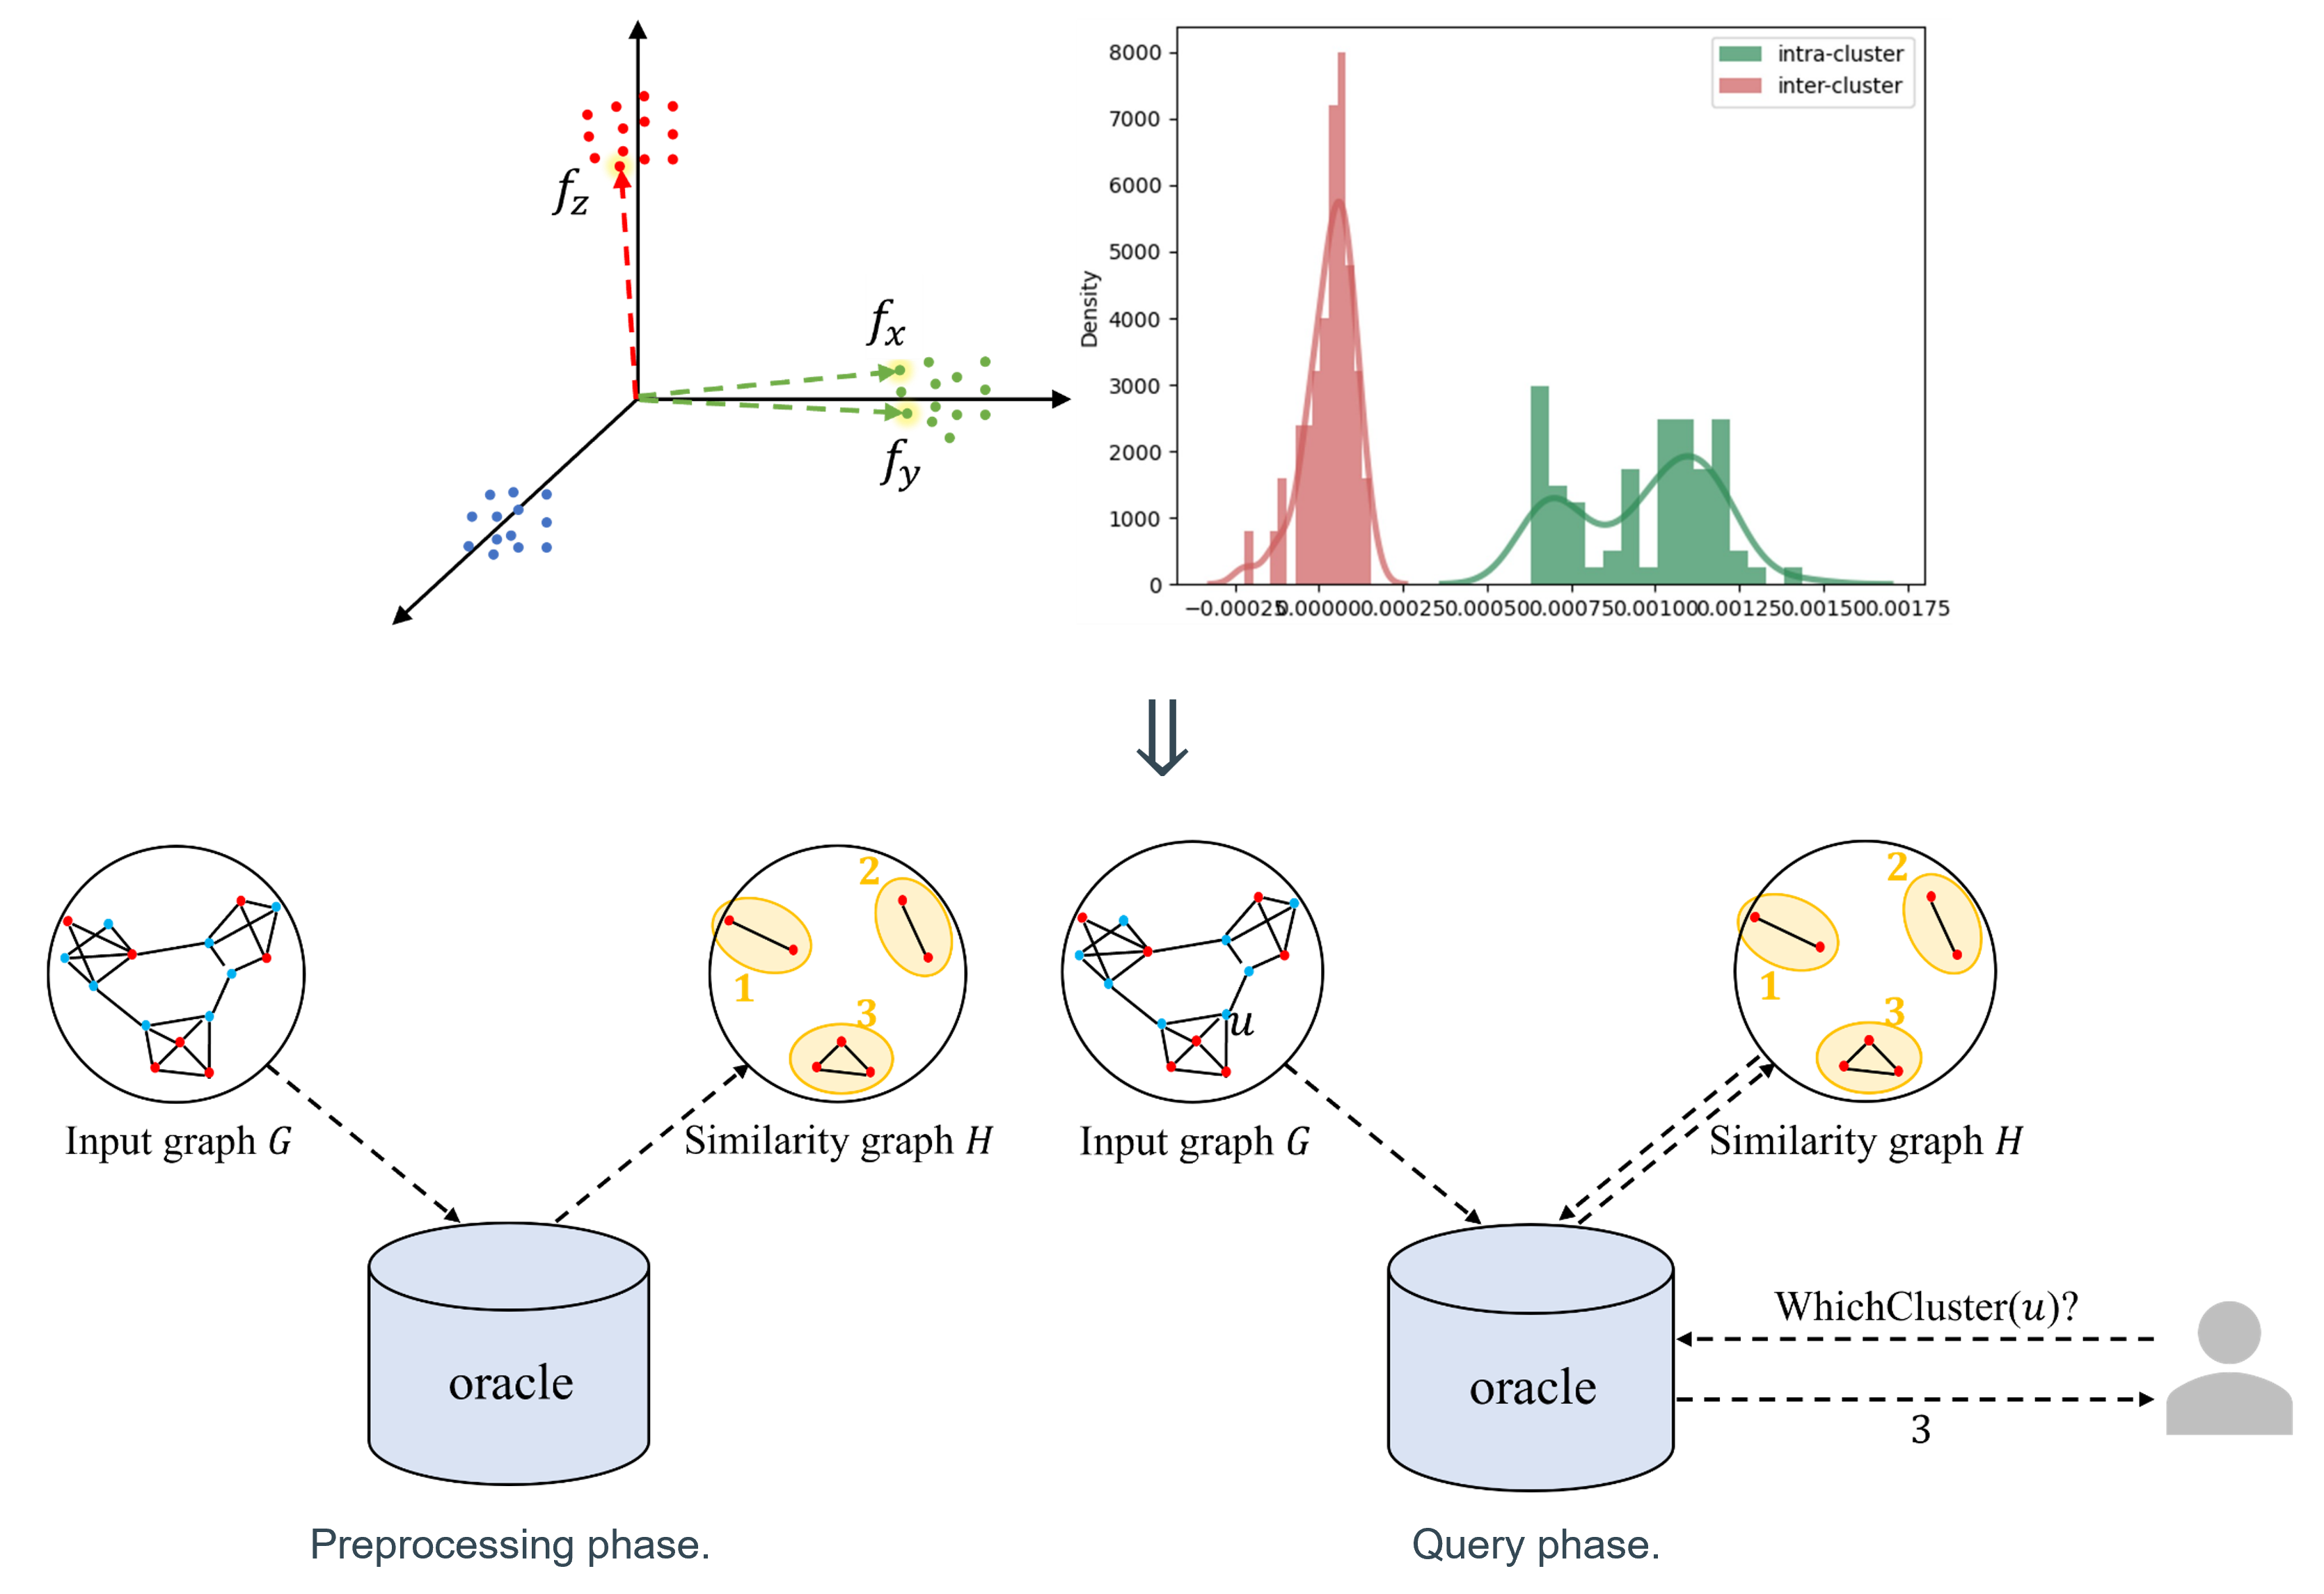 f_z
f_x
f_y
8000
7000
6000
5000
4000
3000
2000
1000
0
Density
intra-cluster
inter-cluster
−0.00025 0.00000 0.00025 0.00050 0.00075 0.00100 0.00125 0.00150 0.00175
⇓
1
2
3
Input graph G
Similarity graph H
oracle
Preprocessing phase.
u
1
2
3
Input graph G
Similarity graph H
WhichCluster(u)?
oracle
3
Query phase.